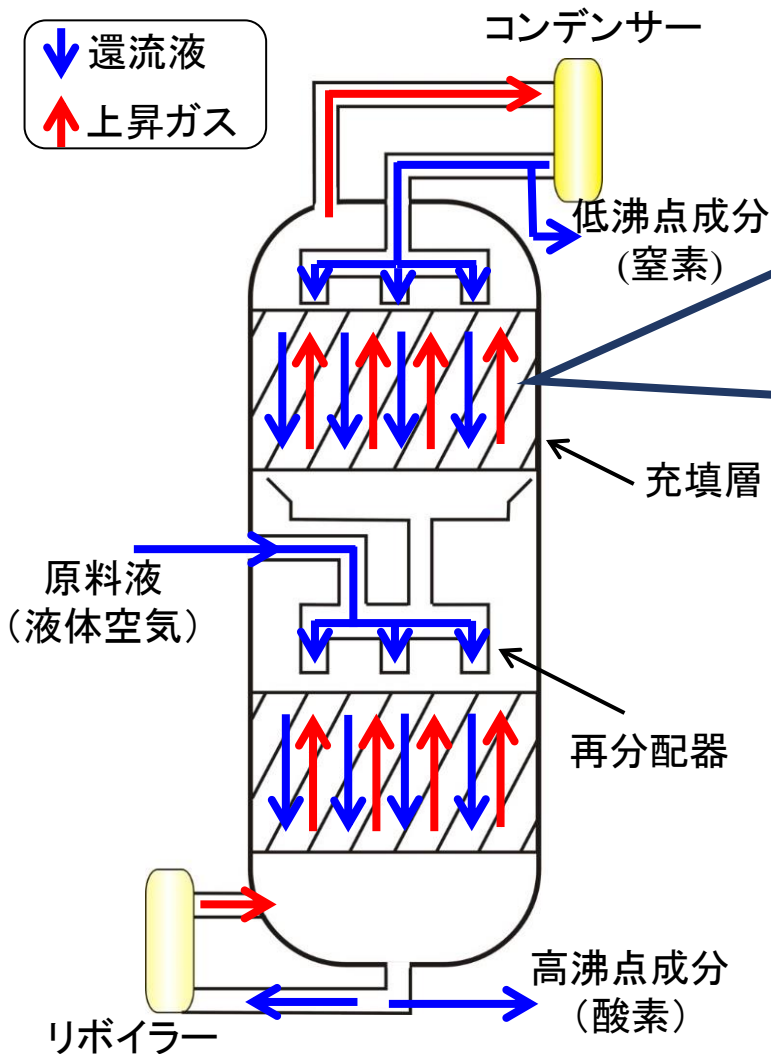 コンデンサー
還流液
上昇ガス
低沸点成分
(窒素)
充填層
原料液
（液体空気）
再分配器
高沸点成分
（酸素）
リボイラー